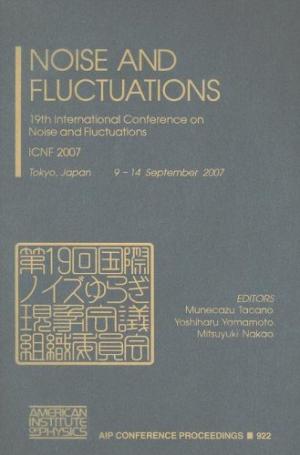 NOISE AND
FLUCTUATIONS
19th International Conference on
Noise and Fluctuations
ICNF 2007
Tokyo, Japan 9 – 14 September 2007
第19回国際
ノイズゆらぎ
現学会議
組織委員会
EDITORS
Munecazu Tacano
Yoshiharu Yamamoto
Mitsuyuki Nakao
AMERICAN
INSTITUTE
OF PHYSICS
AIP CONFERENCE PROCEEDINGS ■ 922